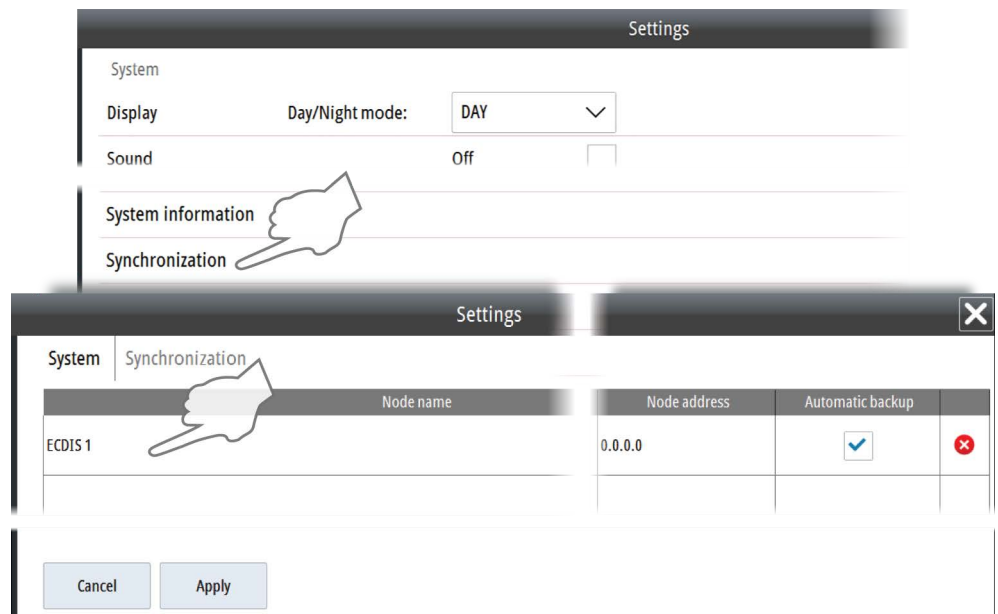 Settings
System
Display Day/Night mode: DAY
Sound Off
System information
Synchronization
Settings
System Synchronization
Node name Node address Automatic backup
ECDIS 1 0.0.0.0
Cancel Apply